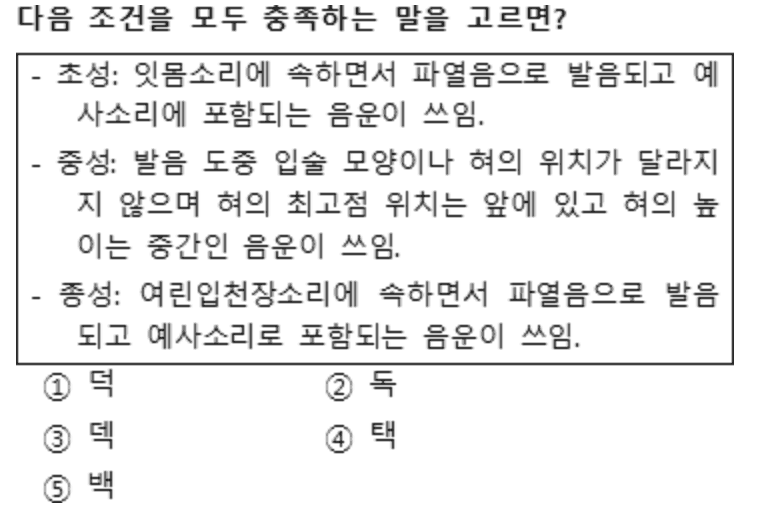 다음 조건을 모두 충족하는 말을 고르면?
- 초성: 잇몸소리에 속하면서 파열음으로 발음되고 예
사소리에 포함되는 음운이 쓰임.
- 중성: 발음 도중 입술 모양이나 혀의 위치가 달라지
지 않으며 혀의 최고점 위치는 앞에 있고 혀의 높
이는 중간인 음운이 쓰임.
- 종성: 여린입천장소리에 속하면서 파열음으로 발음
되고 예사소리로 포함되는 음운이 쓰임.
① 덕 ② 독
③ 덱 ④ 택
⑤ 백